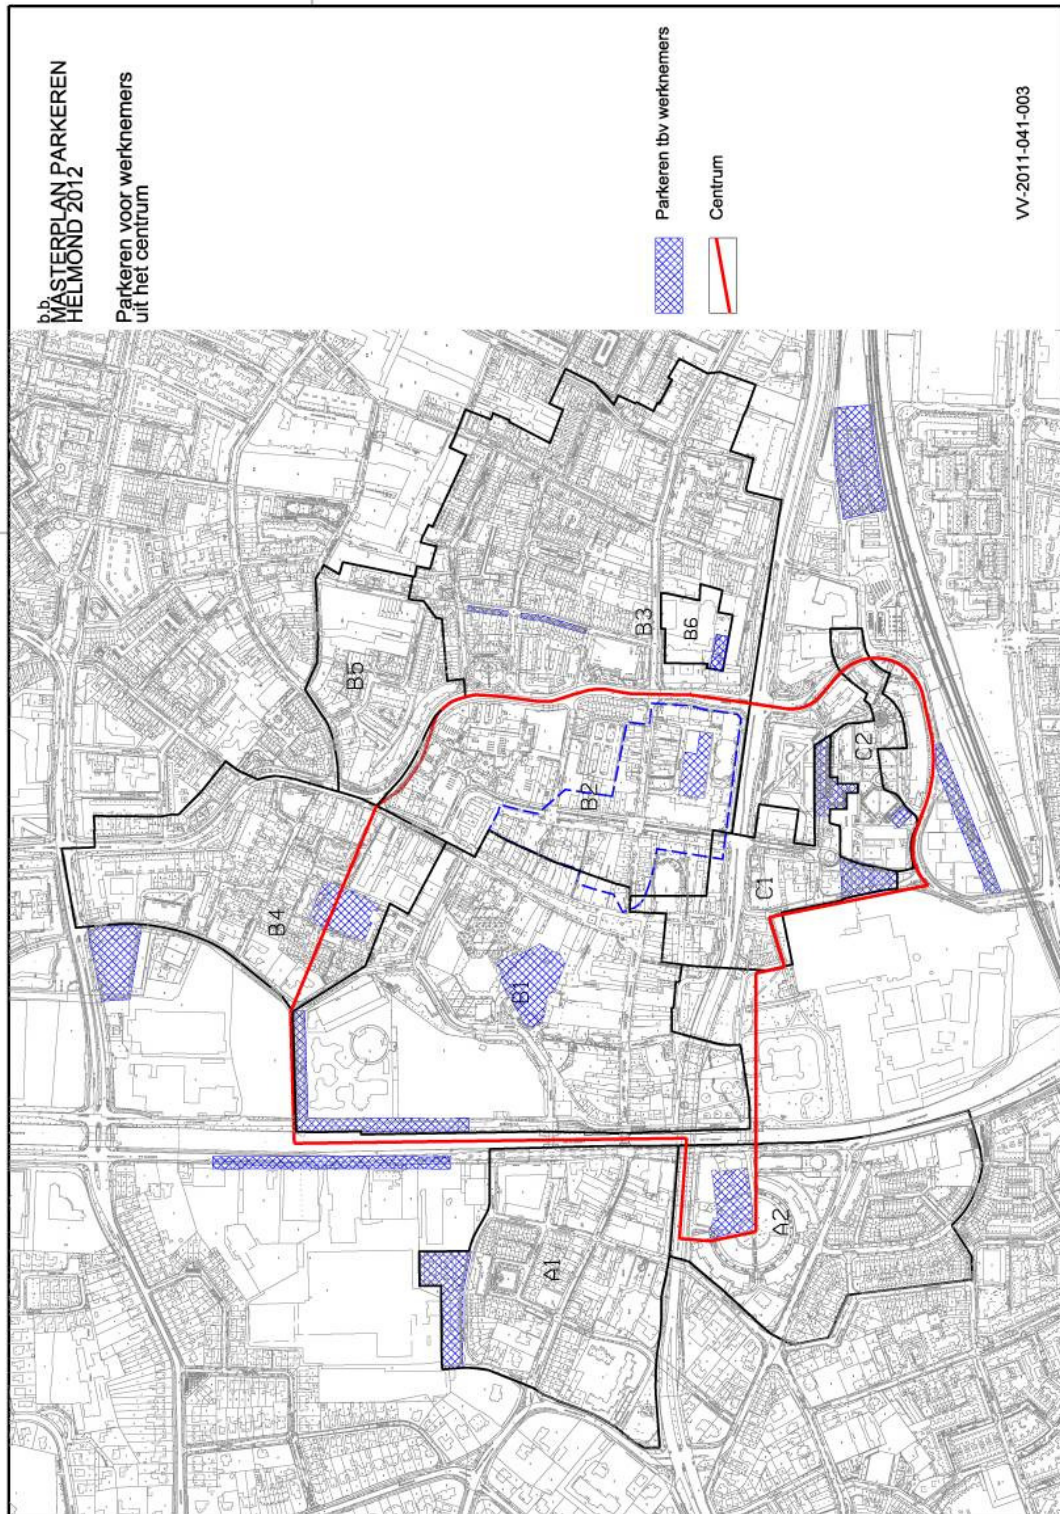 b.b.
MASTERPLAN PARKEREN
HELMOND 2012
Parkeren voor werknemers
uit het centrum
Parkeren tbv werknemers
Centrum
VV-2011-041-003
B5
B4
B3
B6
B2
B1
C2
C1
A1
A2